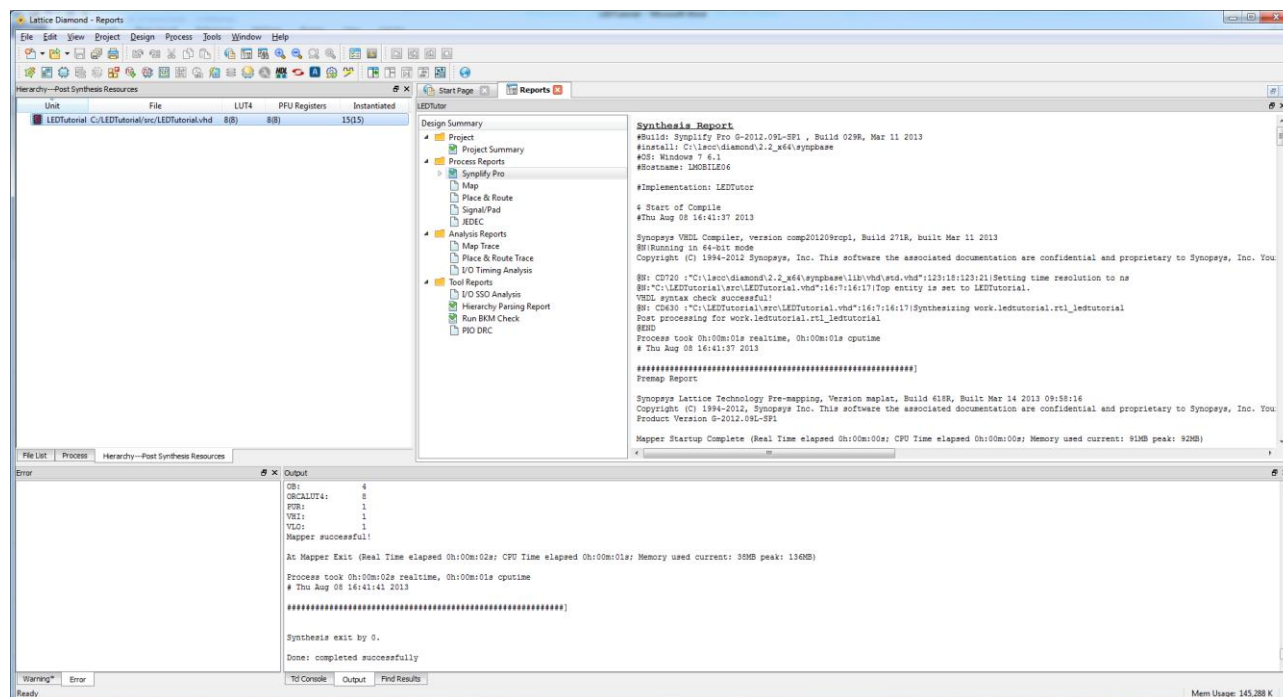 Lattice Diamond - Reports
File Edit View Project Design Process Tools Window Help
Hierarchy---Post Synthesis Resources
Unit File LUT4 PFU Registers Instantiated
LEDTutorial C:/LEDTutorial/src/LEDTutorial.vhd 8(8) 8(8) 15(15)
File List Process Hierarchy---Post Synthesis Resources
Start Page Reports
LEDTutor
Design Summary
Project
Project Summary
Process Reports
Synplify Pro
Map
Place & Route
Signal/Pad
JEDEC
Analysis Reports
Map Trace
Place & Route Trace
I/O Timing Analysis
Tool Reports
I/O SSO Analysis
Hierarchy Parsing Report
Run BKM Check
PIO DRC
Synthesis Report
#Build: Synplify Pro G-2012.09L-SP1 , Build 029R, Mar 11 2013
#install: C:\lscc\diamond\2.2_x64\synpbase
#OS: Windows 7 6.1
#Hostname: LMOBILE06
#Implementation: LEDTutor
$ Start of Compile
#Thu Aug 08 16:41:37 2013
Synopsys VHDL Compiler, version comp201209rcp1, Build 271R, built Mar 11 2013
@N|Running in 64-bit mode
Copyright (C) 1994-2012 Synopsys, Inc. This software the associated documentation are confidential and proprietary to Synopsys, Inc. You
@N: CD720 :"C:\lscc\diamond\2.2_x64\synpbase\lib\vhd\std.vhd":123:18:123:21|Setting time resolution to ns
@N:"C:\LEDTutorial\src\LEDTutorial.vhd":16:7:16:17|Top entity is set to LEDTutorial.
VHDL syntax check successful!
@N: CD630 :"C:\LEDTutorial\src\LEDTutorial.vhd":16:7:16:17|Synthesizing work.ledtutorial.rtl_ledtutorial
Post processing for work.ledtutorial.rtl_ledtutorial
@END
Process took 0h:00m:01s realtime, 0h:00m:01s cputime
# Thu Aug 08 16:41:37 2013
###########################################################]
Premap Report
Synopsys Lattice Technology Pre-mapping, Version maplat, Build 618R, Built Mar 14 2013 09:58:16
Copyright (C) 1994-2012, Synopsys, Inc. This software the associated documentation are confidential and proprietary to Synopsys, Inc. You
Product Version G-2012.09L-SP1
Mapper Startup Complete (Real Time elapsed 0h:00m:00s; CPU Time elapsed 0h:00m:00s; Memory used current: 91MB peak: 92MB)
Error
Warning* Error
Output
OB: 4
ORCALUT4: 8
PUR: 1
VHI: 1
VLO: 1
Mapper successful!
At Mapper Exit (Real Time elapsed 0h:00m:02s; CPU Time elapsed 0h:00m:01s; Memory used current: 38MB peak: 136MB)
Process took 0h:00m:02s realtime, 0h:00m:01s cputime
# Thu Aug 08 16:41:41 2013
###########################################################]
Synthesis exit by 0.
Done: completed successfully
Tcl Console Output Find Results
Ready Mem Usage: 145,288 K